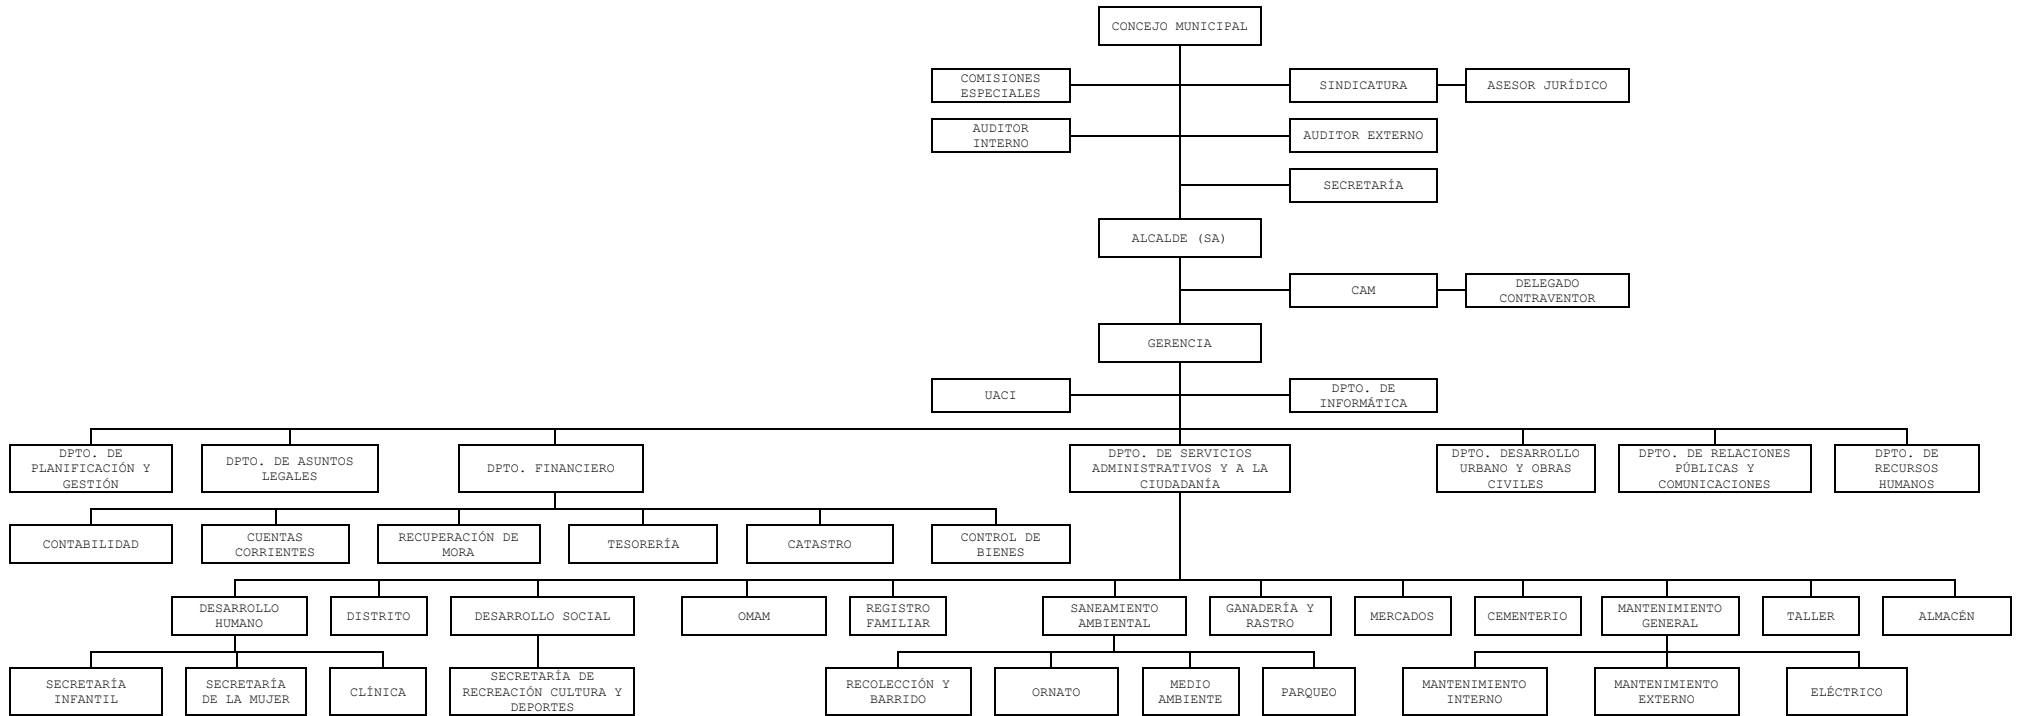 CONCEJO MUNICIPAL
COMISIONES
ESPECIALES
SINDICATURA
ASESOR JURÍDICO
AUDITOR
INTERNO
AUDITOR EXTERNO
SECRETARÍA
ALCALDE (SA)
CAM
DELEGADO
CONTRAVENTOR
GERENCIA
UACI
DPTO. DE
INFORMÁTICA
DPTO. DE
PLANIFICACIÓN Y
GESTIÓN
DPTO. DE ASUNTOS
LEGALES
DPTO. FINANCIERO
DPTO. DE SERVICIOS
ADMINISTRATIVOS Y A LA
CIUDADANÍA
DPTO. DESARROLLO
URBANO Y OBRAS
CIVILES
DPTO. DE RELACIONES
PÚBLICAS Y
COMUNICACIONES
DPTO. DE
RECURSOS
HUMANOS
CONTABILIDAD
CUENTAS
CORRIENTES
RECUPERACIÓN DE
MORA
TESORERÍA
CATASTRO
CONTROL DE
BIENES
DESARROLLO
HUMANO
DISTRITO
DESARROLLO SOCIAL
OMAM
REGISTRO
FAMILIAR
SANEAMIENTO
AMBIENTAL
GANADERÍA Y
RASTRO
MERCADOS
CEMENTERIO
MANTENIMIENTO
GENERAL
TALLER
ALMACÉN
SECRETARÍA
INFANTIL
SECRETARÍA
DE LA MUJER
CLÍNICA
SECRETARÍA DE
RECREACIÓN CULTURA Y
DEPORTES
RECOLECCIÓN Y
BARRIDO
ORNATO
MEDIO
AMBIENTE
PARQUEO
MANTENIMIENTO
INTERNO
MANTENIMIENTO
EXTERNO
ELÉCTRICO